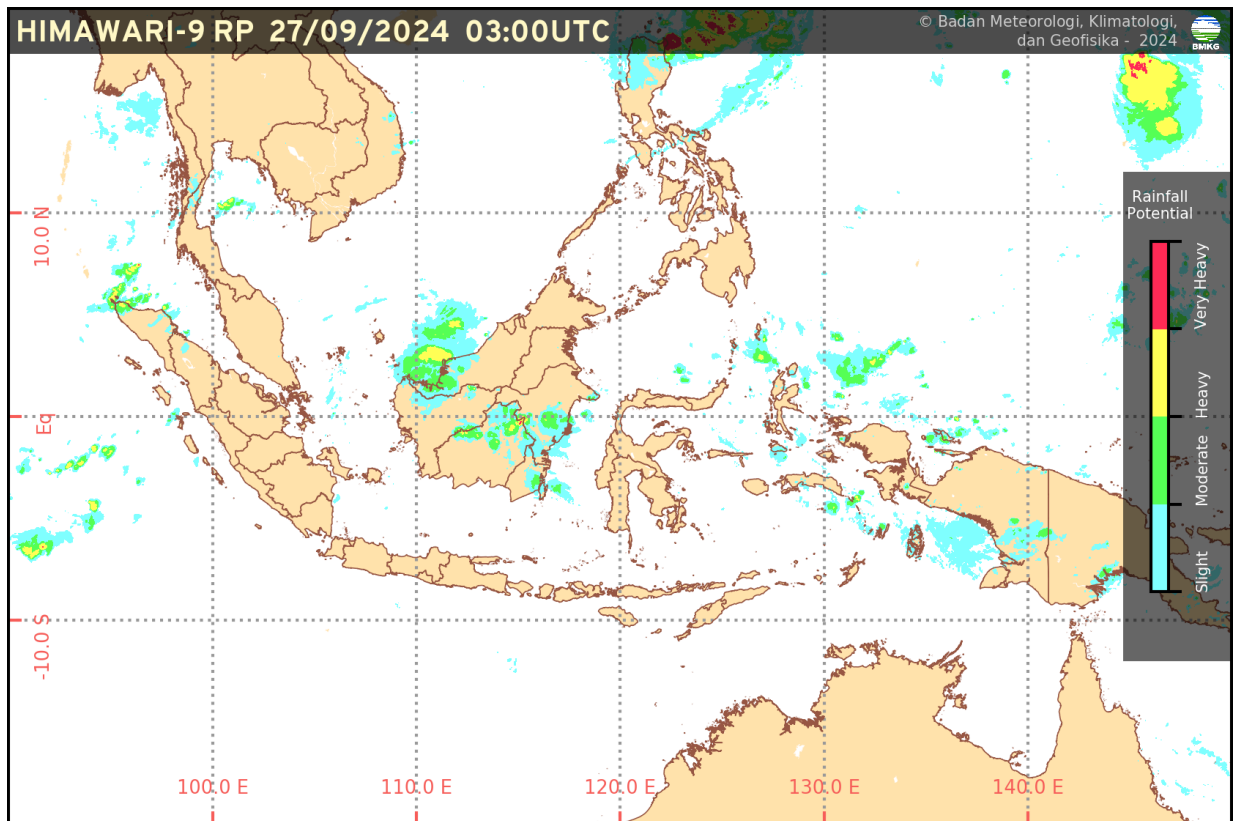 HIMAWARI-9 RP 27/09/2024 03:00UTC
© Badan Meteorologi, Klimatologi,
dan Geofisika - 2024
BMKG
Rainfall
Potential
Very Heavy
Heavy
Moderate
Slight
10.0 N
Eq
-10.0 S
100.0 E
110.0 E
120.0 E
130.0 E
140.0 E